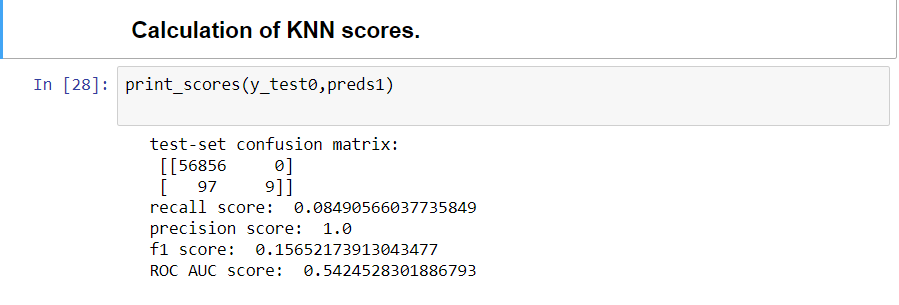 Calculation of KNN scores.
In [28]: print_scores(y_test0,preds1)
test-set confusion matrix:
[[56856     0]
[   97     9]]
recall score:  0.08490566037735849
precision score:  1.0
f1 score:  0.15652173913043477
ROC AUC score:  0.5424528301886793